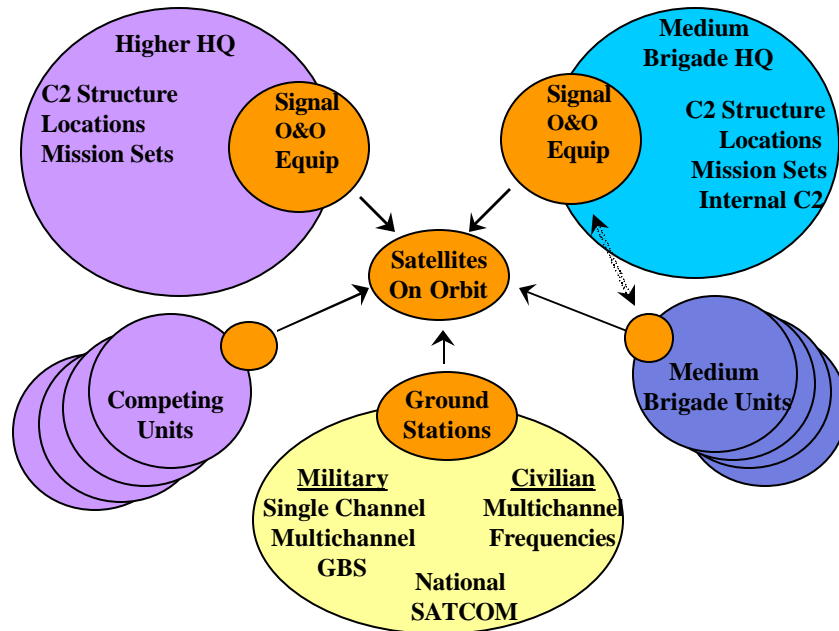 Higher HQ
C2 Structure
Locations
Mission Sets
Signal
O&O
Equip
Medium
Brigade HQ
Signal
O&O
Equip
C2 Structure
Locations
Mission Sets
Internal C2
Satellites
On Orbit
Competing
Units
Ground
Stations
Medium
Brigade Units
Military
Single Channel
Multichannel
GBS
Civilian
Multichannel
Frequencies
National
SATCOM